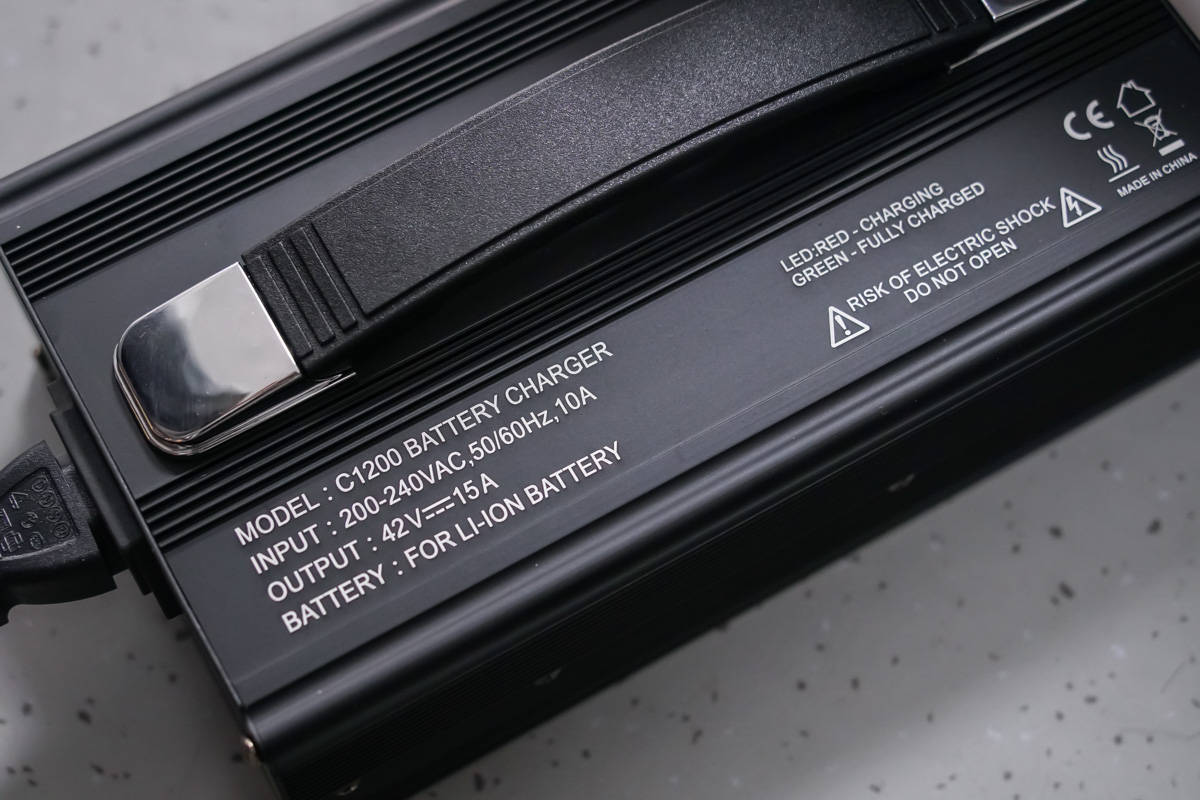 MODEL : C1200 BATTERY CHARGER
INPUT : 200-240VAC,50/60Hz,10A
OUTPUT : 42V⎓15A
BATTERY : FOR LI-ION BATTERY
LED:RED - CHARGING
GREEN - FULLY CHARGED
RISK OF ELECTRIC SHOCK
DO NOT OPEN
CE
MADE IN CHINA